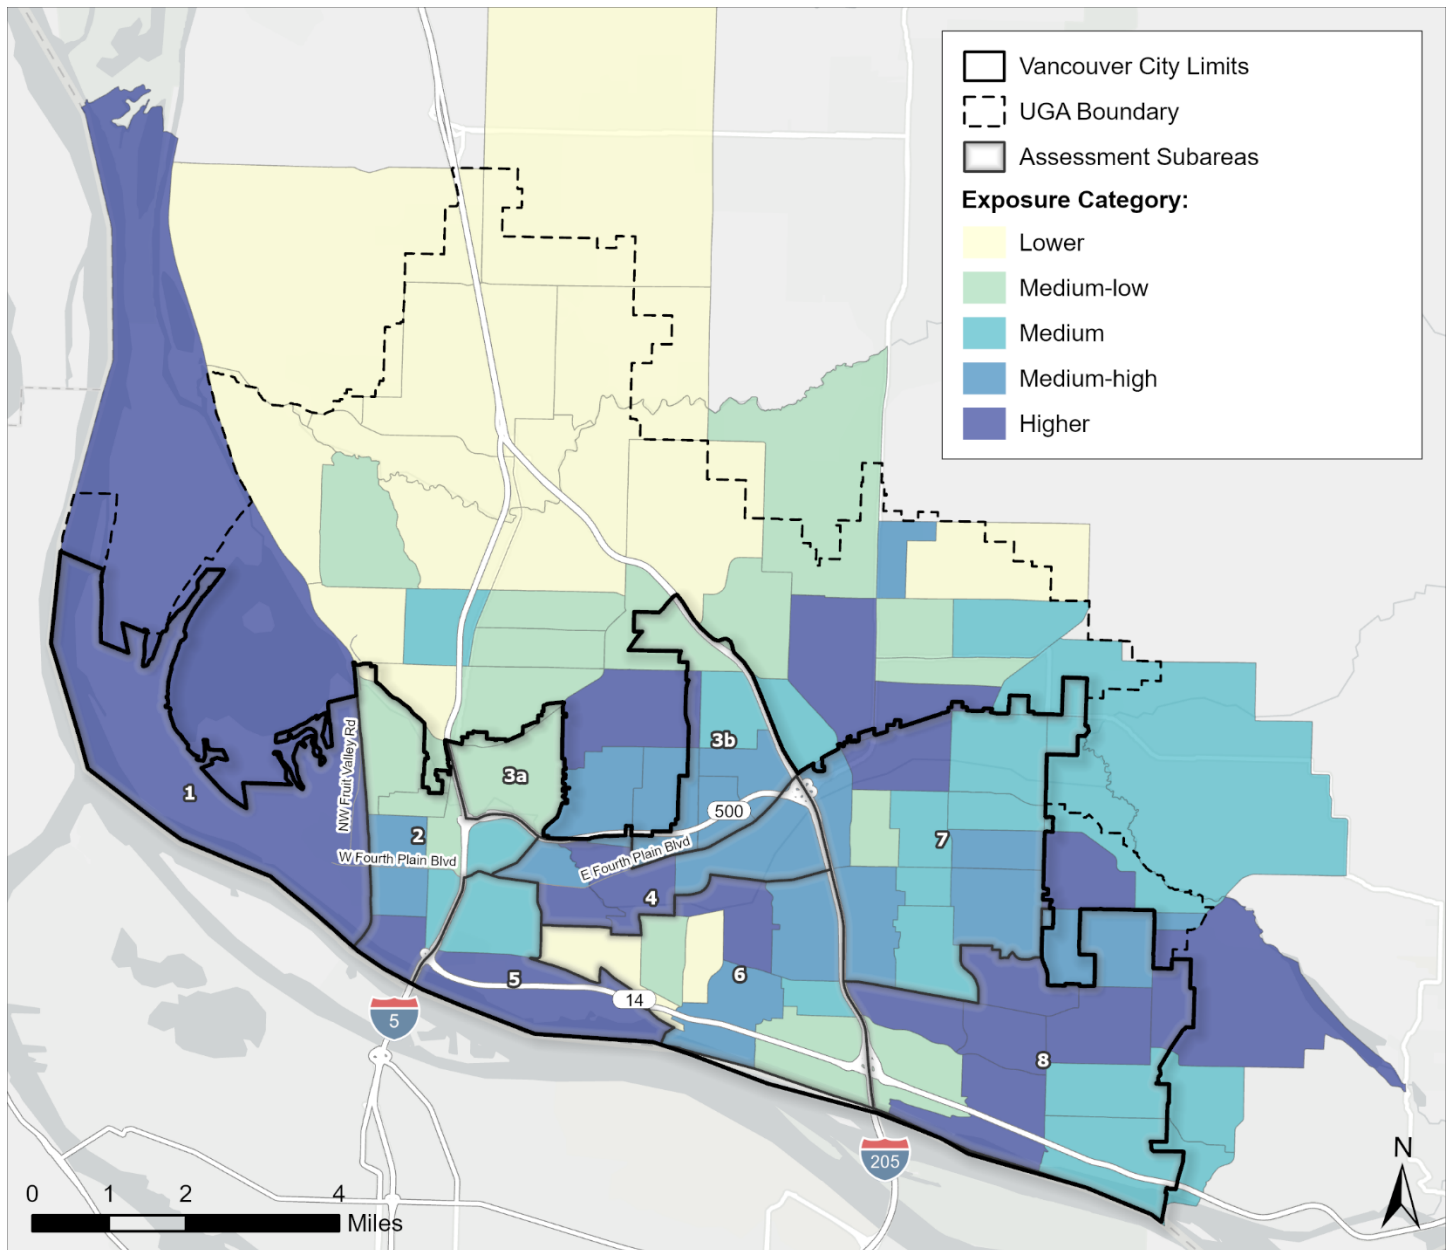 Vancouver City Limits
UGA Boundary
Assessment Subareas
Exposure Category:
Lower
Medium-low
Medium
Medium-high
Higher
3b
3a
1
NW Fruit Valley Rd
500
2
7
W Fourth Plain Blvd
E Fourth Plain Blvd
4
5
6
14
5
8
205
N
0 1 2 4
Miles